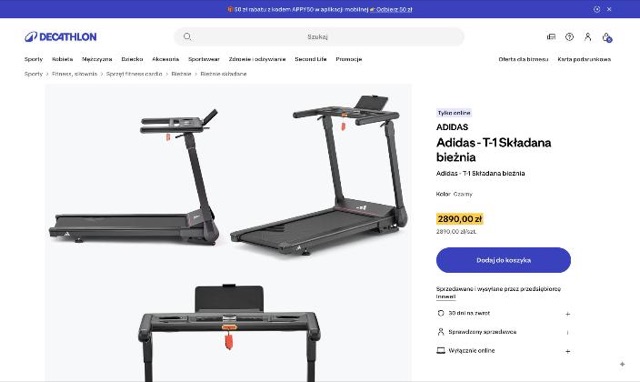 50 zł rabatu z kodem APPY50 w aplikacji mobilnej 👉 Odbierz 50 zł
DECATHLON
Szukaj
Sporty Kobieta Mężczyzna Dziecko Akcesoria Sportswear Zdrowie i odżywianie Second Life Promocje Oferta dla biznesu Karta podarunkowa
Sporty > Fitness, siłownia > Sprzęt fitness cardio > Bieżnie > Bieżnie składane
Tylko online
ADIDAS
Adidas - T-1 Składana
bieżnia
Adidas - T-1 Składana bieżnia
Kolor Czarny
2890,00 zł
2890,00 zł/szt.
Dodaj do koszyka
Sprzedawane i wysyłane przez przedsiębiorcę
30 dni na zwrot +
Sprawdzony sprzedawca
Wyłącznie online +